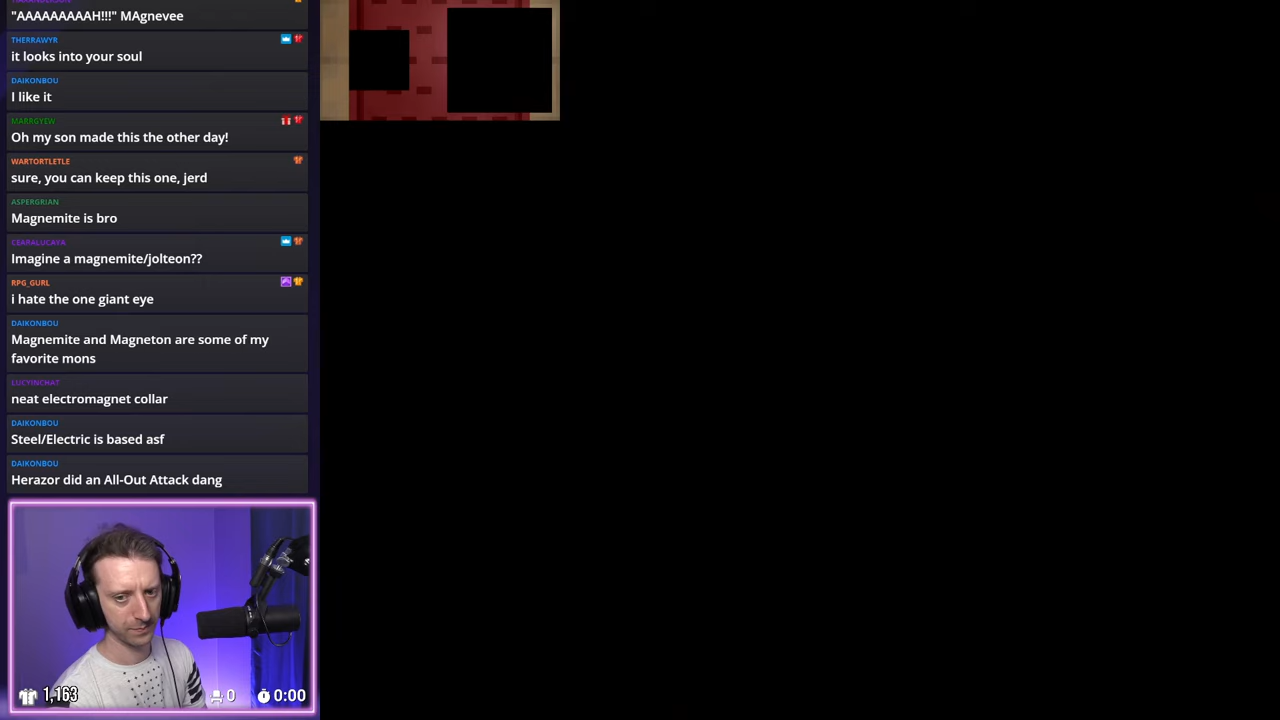 "AAAAAAAAAH!!!" MAgnevee
THERRAWYR
it looks into your soul
DAIKONBOU
I like it
MARRGYEW
Oh my son made this the other day!
WARTORTLETLE
sure, you can keep this one, jerd
ASPERGRIAN
Magnemite is bro
CEARALUCAYA
Imagine a magnemite/jolteon??
RPG_GURL
i hate the one giant eye
DAIKONBOU
Magnemite and Magneton are some of my
favorite mons
LUCYINCHAT
neat electromagnet collar
DAIKONBOU
Steel/Electric is based asf
DAIKONBOU
Herazor did an All-Out Attack dang
1,163 0 0:00